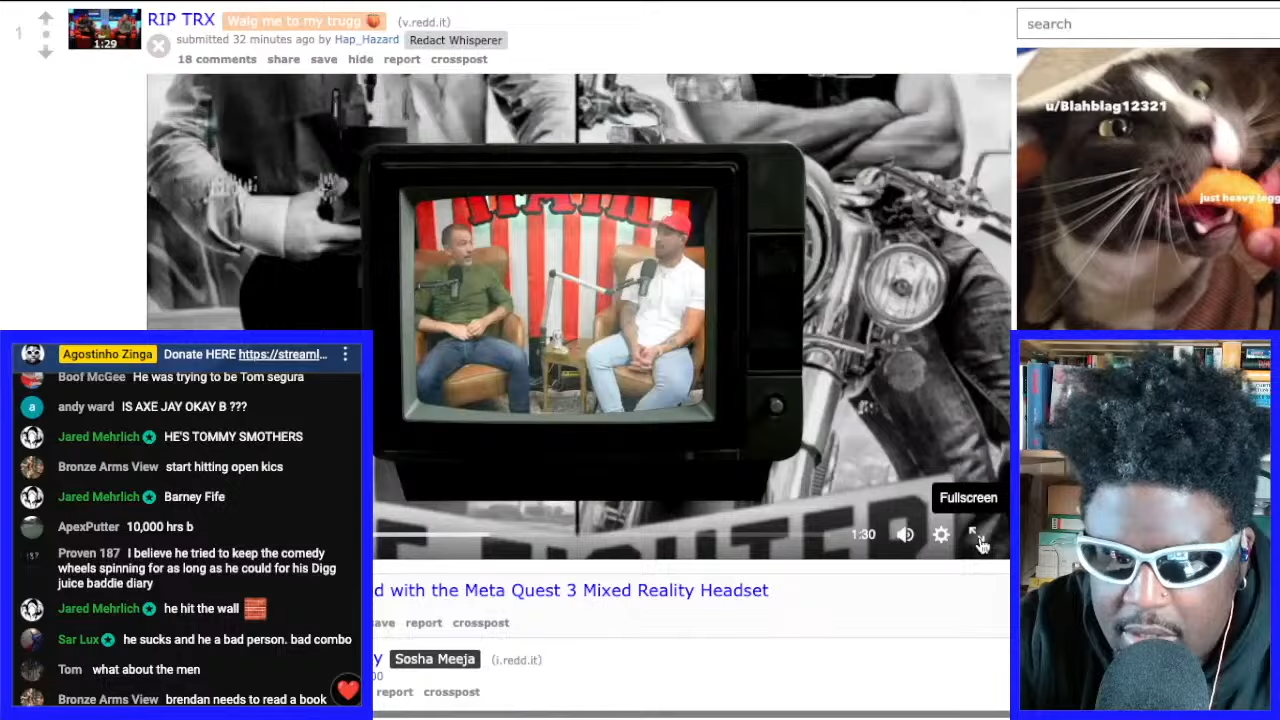 1
RIP TRX Walg me to my trugg (v.redd.it)
submitted 32 minutes ago by Hap_Hazard Redact Whisperer
18 comments share save hide report crosspost
1:29
search
u/Blahblag12321
just heavy legg
Fullscreen
1:30
d with the Meta Quest 3 Mixed Reality Headset
ave report crosspost
y Sosha Meeja (i.redd.it)
00
report crosspost
Agostinho Zinga Donate HERE https://streaml...
Boof McGee He was trying to be Tom segura
andy ward IS AXE JAY OKAY B ???
Jared Mehrlich HE'S TOMMY SMOTHERS
Bronze Arms View start hitting open kics
Jared Mehrlich Barney Fife
ApexPutter 10,000 hrs b
Proven 187 I believe he tried to keep the comedy
wheels spinning for as long as he could for his Digg
juice baddie diary
Jared Mehrlich he hit the wall
Sar Lux he sucks and he a bad person. bad combo
Tom what about the men
Bronze Arms View brendan needs to read a book